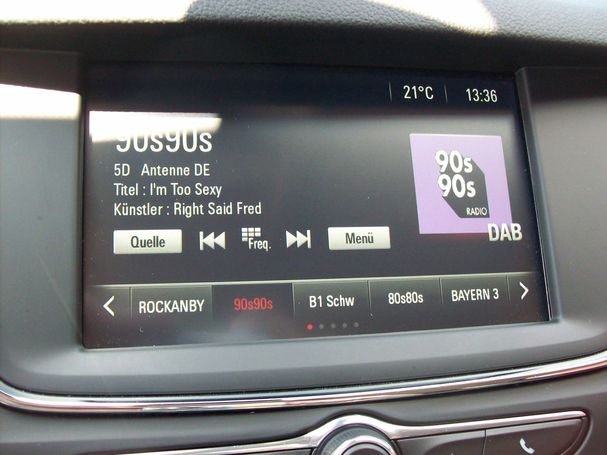 21°C 13:36
90s90s
5D Antenne DE
Titel : I'm Too Sexy
Künstler : Right Said Fred
90s
90s
RADIO
DAB
Quelle Freq. Menü
ROCKANBY 90s90s B1 Schw 80s80s BAYERN 3